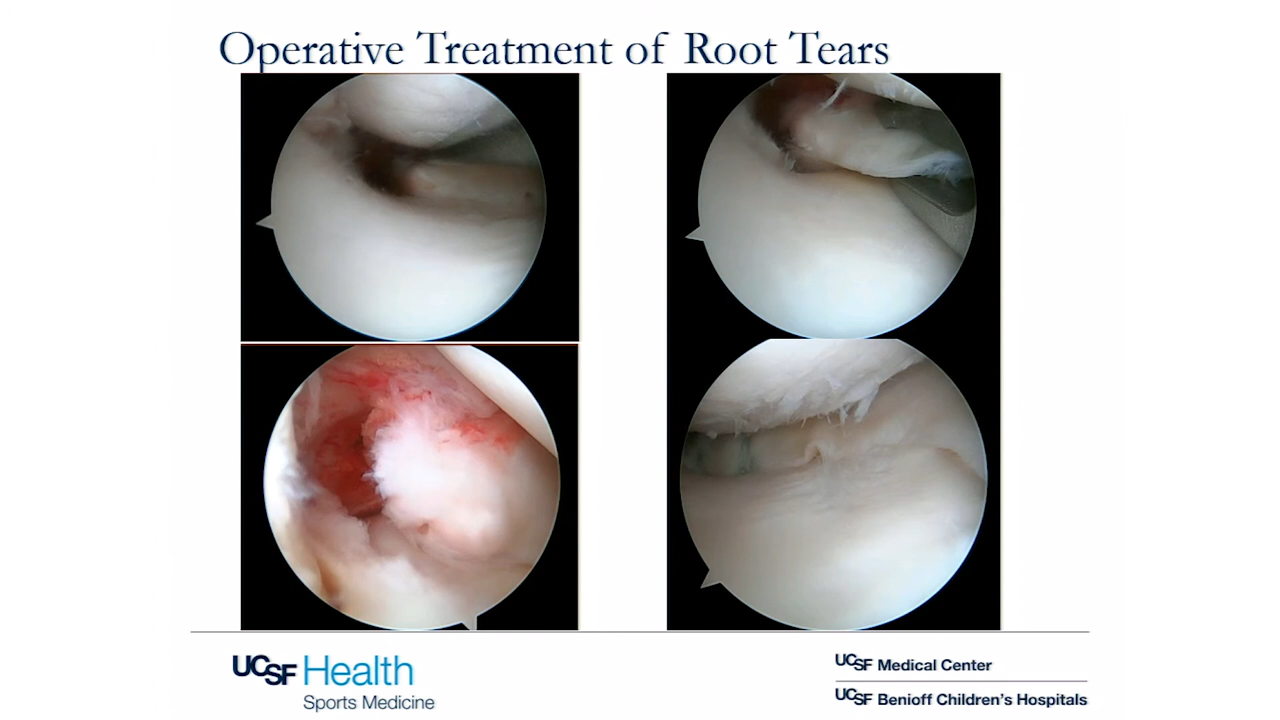 Operative Treatment of Root Tears
UCSF Health
Sports Medicine
UCSF Medical Center
UCSF Benioff Children's Hospitals